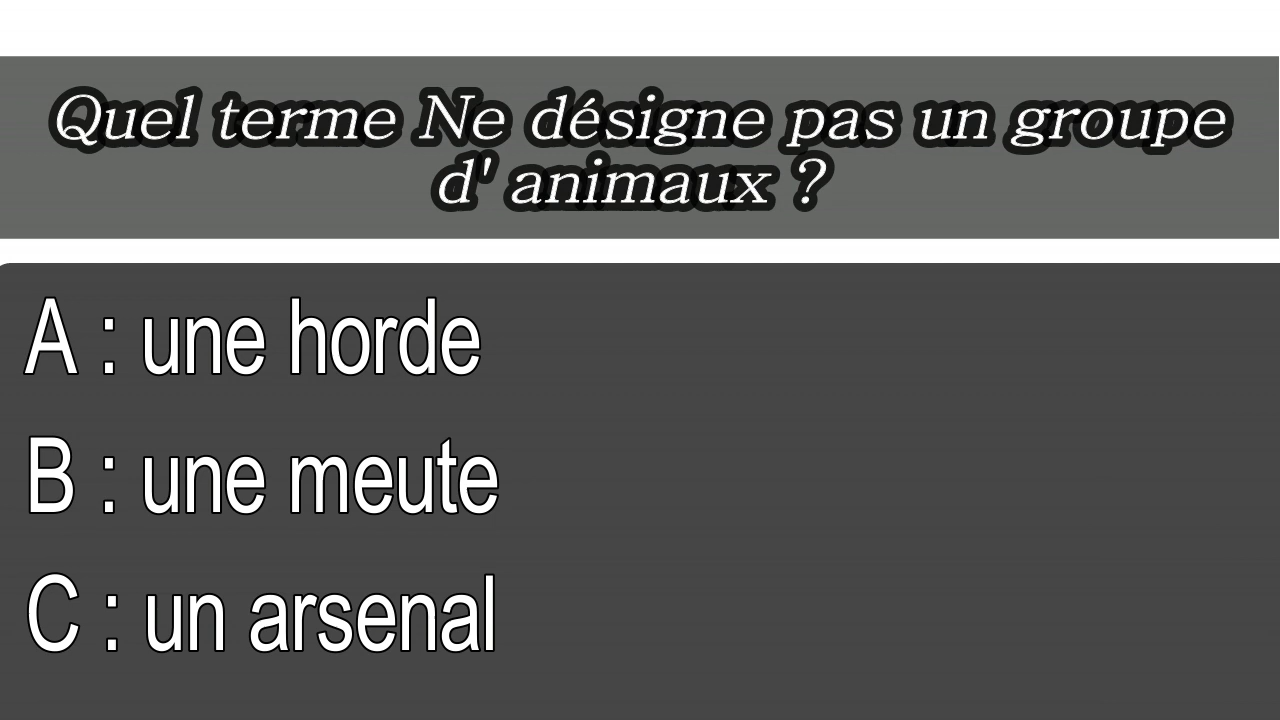 Quel terme Ne désigne pas un groupe
d' animaux ?
A : une horde
B : une meute
C : un arsenal